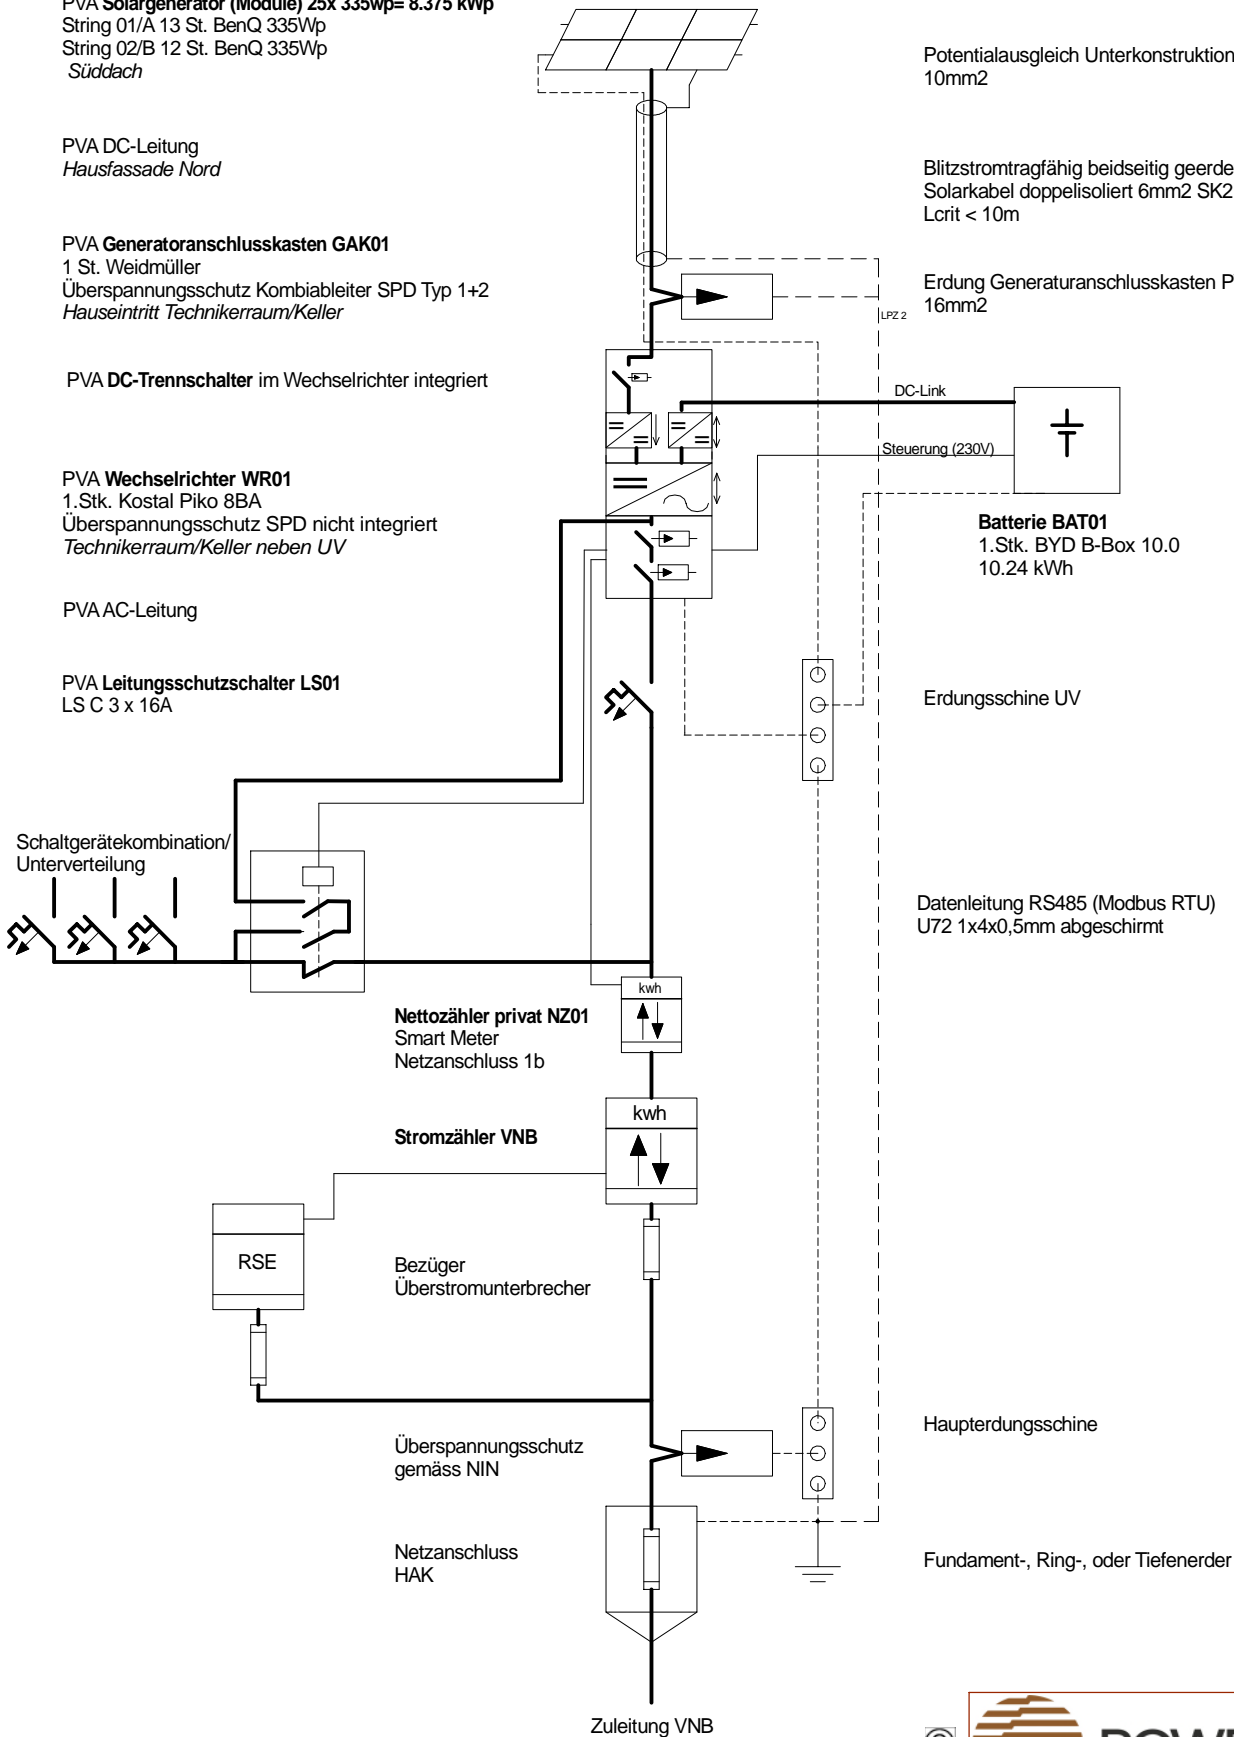 PVA Solargenerator (Module) 25x 335wp= 8.375 kWp
String 01/A 13 St. BenQ 335Wp
String 02/B 12 St. BenQ 335Wp
Süddach
Potentialausgleich Unterkonstruktion
10mm2
PVA DC-Leitung
Hausfassade Nord
Blitzstromtragfähig beidseitig geerde
Solarkabel doppelisoliert 6mm2 SK2
Lcrit < 10m
PVA Generatoranschlusskasten GAK01
1 St. Weidmüller
Überspannungsschutz Kombiableiter SPD Typ 1+2
Hauseintritt Technikerraum/Keller
Erdung Generaturanschlusskasten P
16mm2
LPZ 2
PVA DC-Trennschalter im Wechselrichter integriert
DC-Link
Steuerung (230V)
PVA Wechselrichter WR01
1.Stk. Kostal Piko 8BA
Überspannungsschutz SPD nicht integriert
Technikerraum/Keller neben UV
Batterie BAT01
1.Stk. BYD B-Box 10.0
10.24 kWh
PVA AC-Leitung
PVA Leitungsschutzschalter LS01
LS C 3 x 16A
Erdungsschine UV
Schaltgerätekombination/
Unterverteilung
Datenleitung RS485 (Modbus RTU)
U72 1x4x0,5mm abgeschirmt
kwh
Nettozähler privat NZ01
Smart Meter
Netzanschluss 1b
kwh
Stromzähler VNB
RSE
Bezüger
Überstromunterbrecher
Haupterdungsschine
Überspannungsschutz
gemäss NIN
Netzanschluss
HAK
Fundament-, Ring-, oder Tiefenerder
Zuleitung VNB